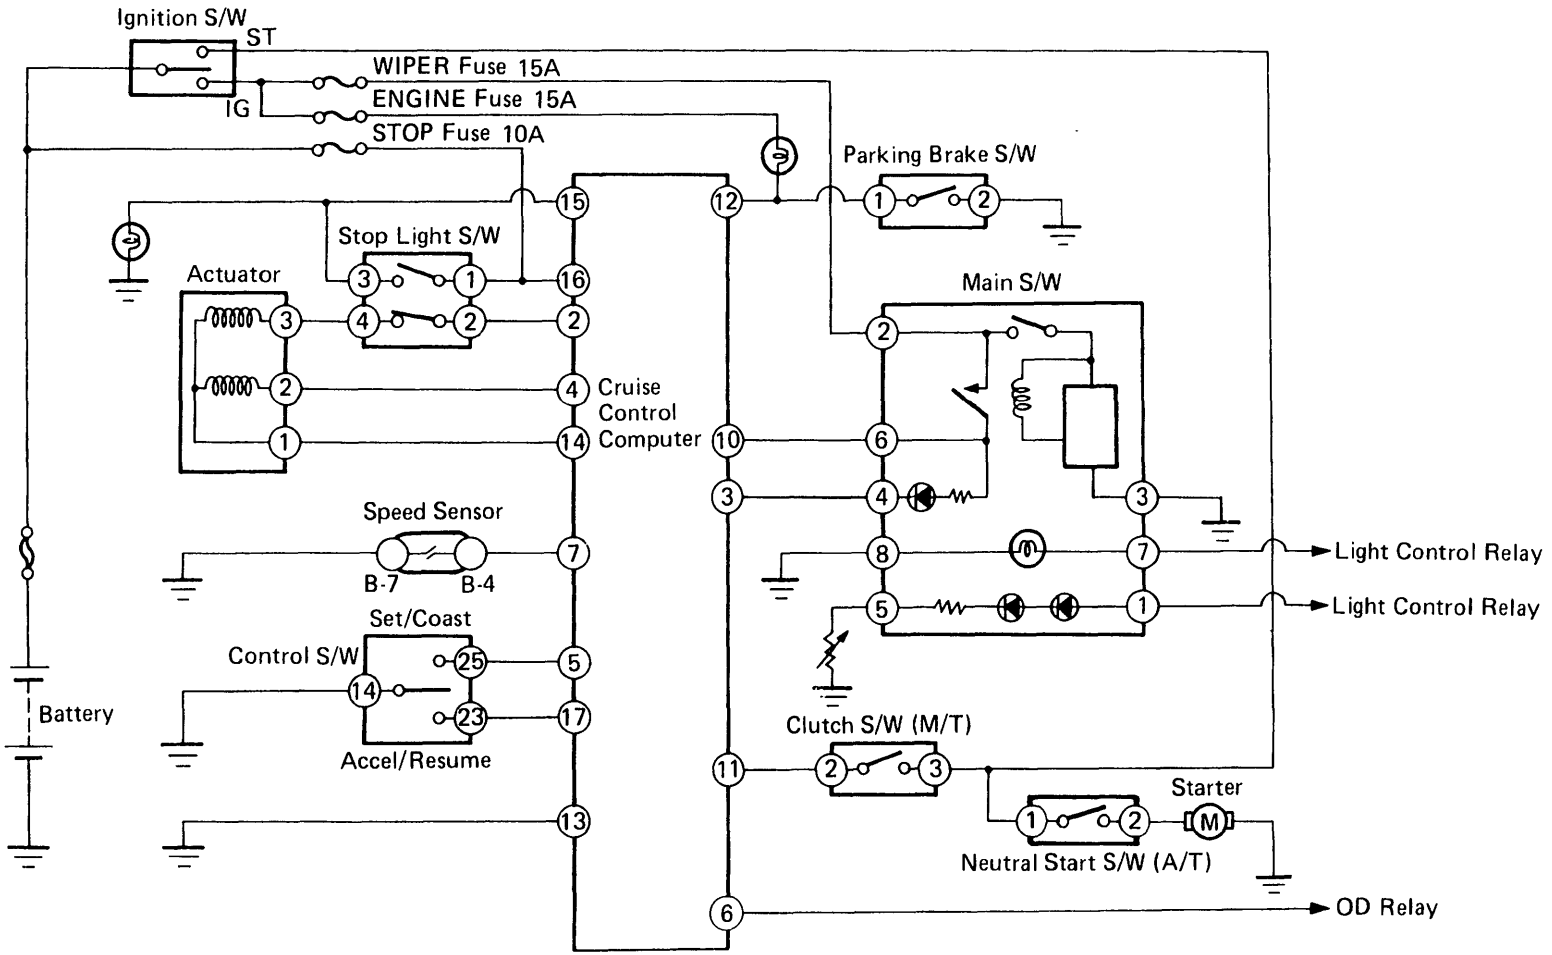 Ignition S/W
ST
WIPER Fuse 15A
IG
ENGINE Fuse 15A
STOP Fuse 10A
Parking Brake S/W
15
12
1
2
Stop Light S/W
Actuator
3
1
16
Main S/W
3
4
2
2
2
2
4
Cruise
Control
Computer
1
14
10
6
3
4
3
Speed Sensor
7
8
7
Light Control Relay
B-7
B-4
5
1
Light Control Relay
Set/Coast
Control S/W
25
5
14
23
17
Battery
Accel/Resume
Clutch S/W (M/T)
11
2
3
Starter
13
1
2
M
Neutral Start S/W (A/T)
6
OD Relay